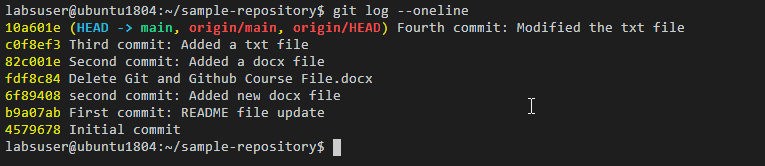 labsuser@ubuntu1804:~/sample-repository$ git log --oneline
10a601e (HEAD -> main, origin/main, origin/HEAD) Fourth commit: Modified the txt file
c0f8ef3 Third commit: Added a txt file
82c001e Second commit: Added a docx file
fdf8c84 Delete Git and Github Course File.docx
6f89408 second commit: Added new docx file
b9a07ab First commit: README file update
4579678 Initial commit
labsuser@ubuntu1804:~/sample-repository$